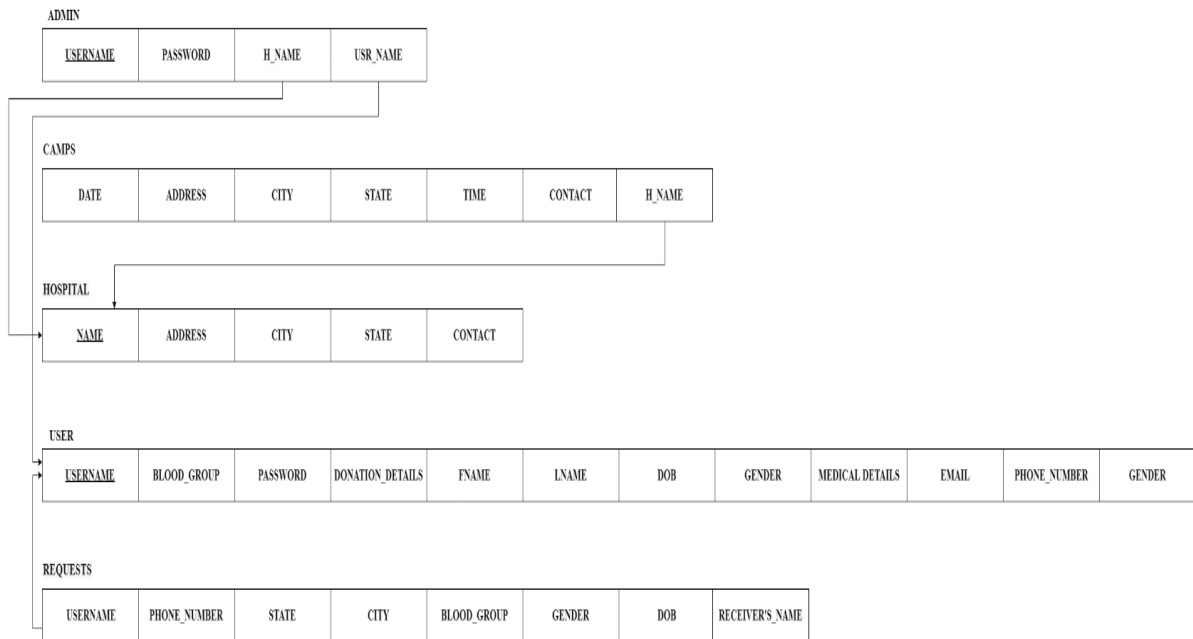 ADMIN
USERNAME PASSWORD H_NAME USR_NAME
CAMPS
DATE ADDRESS CITY STATE TIME CONTACT H_NAME
HOSPITAL
NAME ADDRESS CITY STATE CONTACT
USER
USERNAME BLOOD_GROUP PASSWORD DONATION_DETAILS FNAME LNAME DOB GENDER MEDICAL DETAILS EMAIL PHONE_NUMBER GENDER
REQUESTS
USERNAME PHONE_NUMBER STATE CITY BLOOD_GROUP GENDER DOB RECEIVER'S_NAME